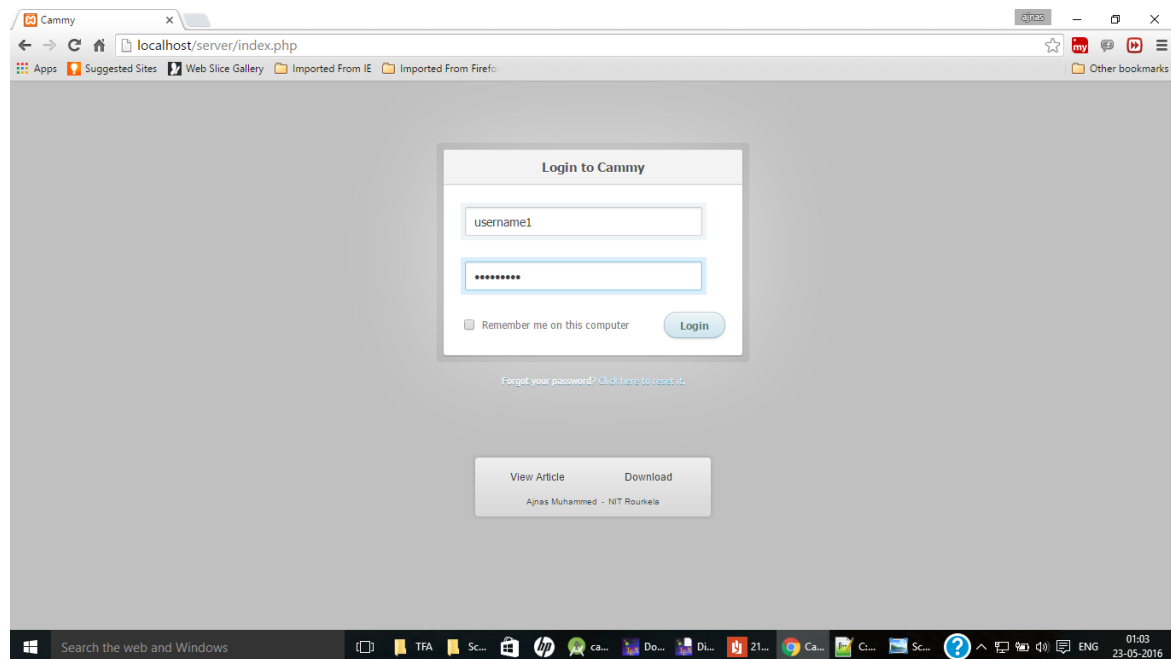 Cammy
ajnas
localhost/server/index.php
my
Apps Suggested Sites Web Slice Gallery Imported From IE Imported From Firefo
Other bookmarks
Login to Cammy
username1
•••••••••
Remember me on this computer
Login
Forgot your password? Click here to reset it.
View Article Download
Ajnas Muhammed - NIT Rourkela
Search the web and Windows
TFA Sc... hp ca... Do... Di... 21... Ca... C:... Sc... ? ENG
01:03
23-05-2016